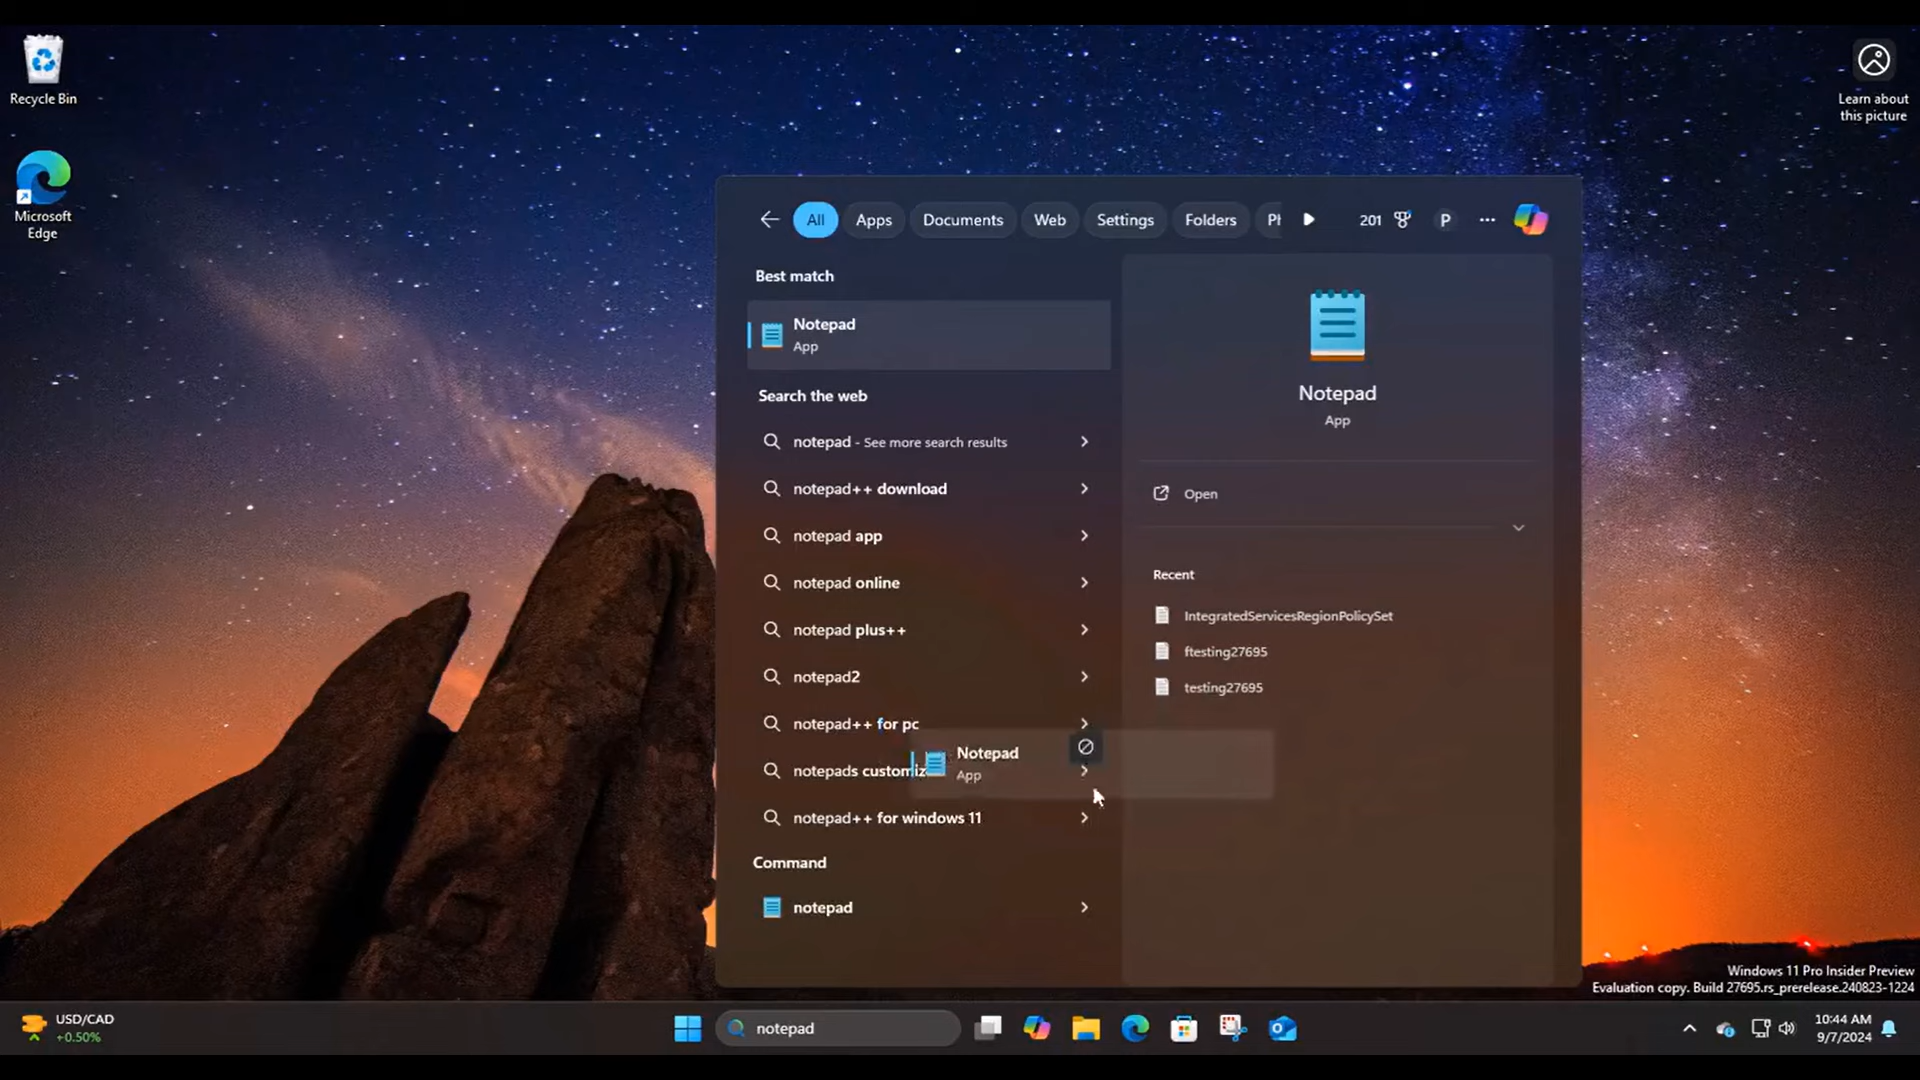 Recycle Bin
Microsoft
Edge
Learn about
this picture
All
Apps
Documents
Web
Settings
Folders
Ph
201
P
Best match
Notepad
App
Search the web
notepad - See more search results
notepad++ download
notepad app
notepad online
notepad plus++
notepad2
notepad++ for pc
notepads customiz
notepad++ for windows 11
Command
notepad
Notepad
App
Notepad
App
Open
Recent
IntegratedServicesRegionPolicySet
ftesting27695
testing27695
Windows 11 Pro Insider Preview
Evaluation copy. Build 27695.rs_prerelease.240823-1224
USD/CAD
+0.50%
notepad
10:44 AM
9/7/2024